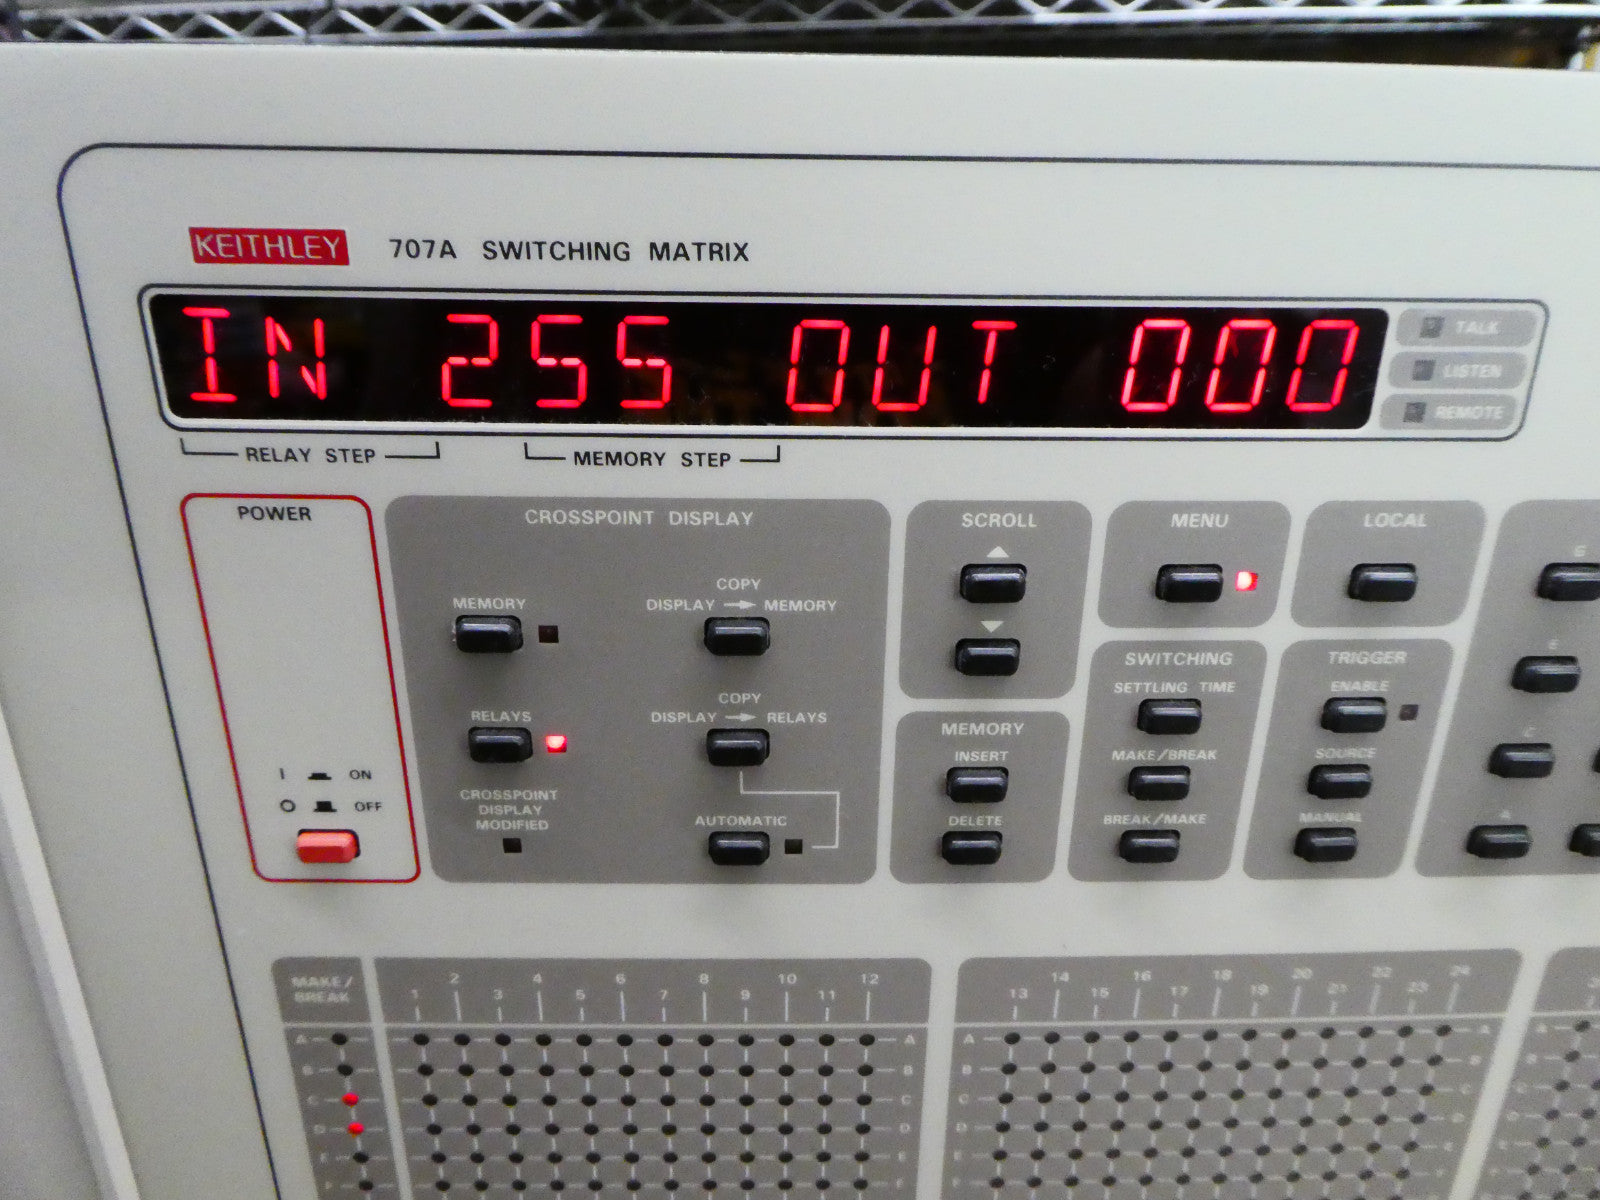 KEITHLEY 707A SWITCHING MATRIX
IN 255 OUT 000
TALK
LISTEN
REMOTE
RELAY STEP
MEMORY STEP
POWER
I ON
O OFF
CROSSPOINT DISPLAY
MEMORY
COPY
DISPLAY → MEMORY
RELAYS
COPY
DISPLAY → RELAYS
CROSSPOINT
DISPLAY
MODIFIED
AUTOMATIC
SCROLL
MENU
LOCAL
MEMORY
INSERT
DELETE
SWITCHING
SETTLING TIME
MAKE/BREAK
BREAK/MAKE
TRIGGER
ENABLE
SOURCE
MANUAL
E
C
A
MAKE/
BREAK
2 4 6 8 10 12
1 3 5 7 9 11
14 16 18 20 22 24
13 15 17 19 21 23
A A A A
B B B B
C C C C
D D D D
E E E E
F